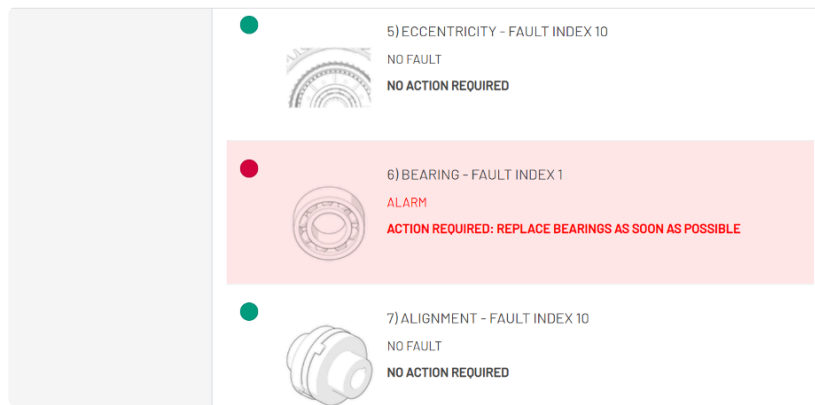 5) ECCENTRICITY - FAULT INDEX 10
NO FAULT
NO ACTION REQUIRED
6) BEARING - FAULT INDEX 1
ALARM
ACTION REQUIRED: REPLACE BEARINGS AS SOON AS POSSIBLE
7) ALIGNMENT - FAULT INDEX 10
NO FAULT
NO ACTION REQUIRED